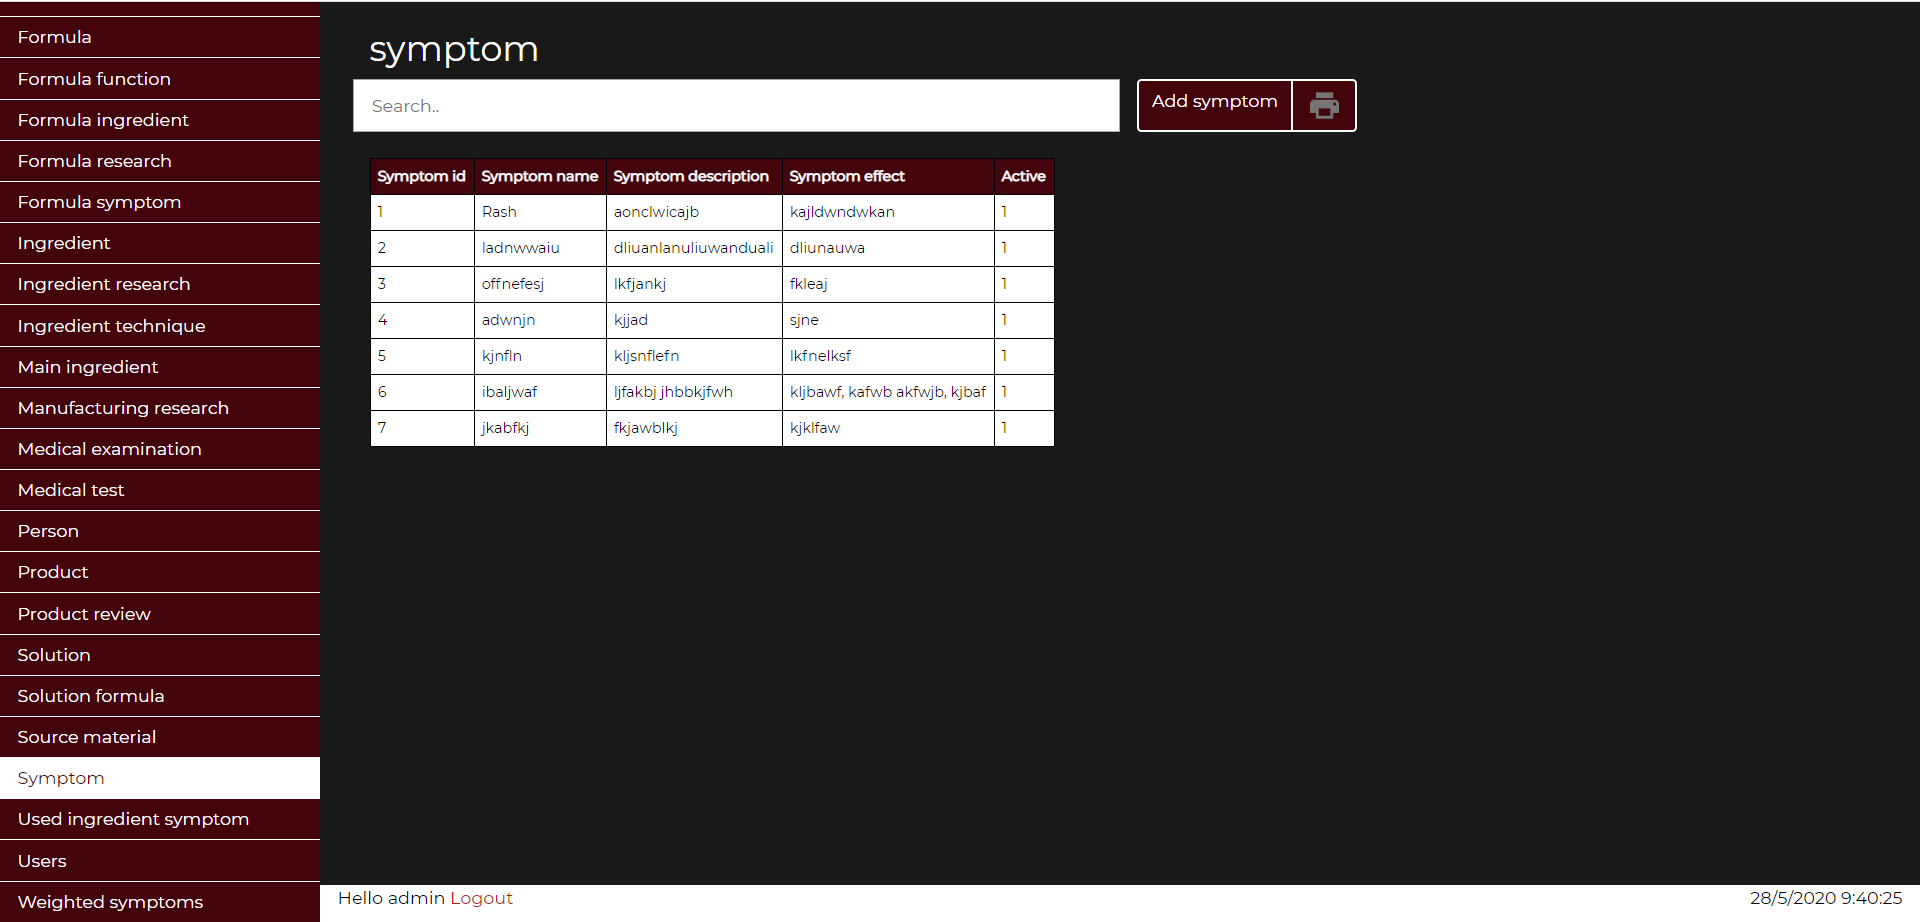 Formula
Formula function
Formula ingredient
Formula research
Formula symptom
Ingredient
Ingredient research
Ingredient technique
Main ingredient
Manufacturing research
Medical examination
Medical test
Person
Product
Product review
Solution
Solution formula
Source material
Symptom
Used ingredient symptom
Users
Weighted symptoms
symptom
Search..
Add symptom
Symptom id Symptom name Symptom description Symptom effect Active
1 Rash aonclwicajb kajldwndwkan 1
2 ladnwwaiu dliuanlanuliuwanduali dliunauwa 1
3 offnefesj lkfjankj fkleaj 1
4 adwnjn kjjad sjne 1
5 kjnfln kljsnflefn lkfnelksf 1
6 ibaljwaf ljfakbj jhbbkjfwh kljbawf, kafwb akfwjb, kjbaf 1
7 jkabfkj fkjawblkj kjklfaw 1
Hello admin Logout
28/5/2020 9:40:25